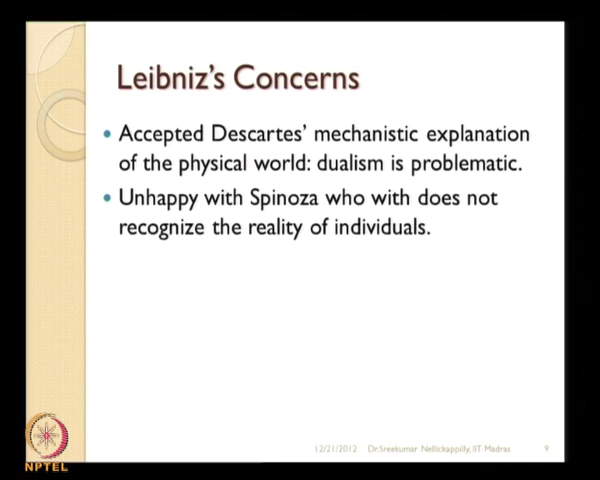 Leibniz's Concerns
• Accepted Descartes' mechanistic explanation
of the physical world: dualism is problematic.
• Unhappy with Spinoza who with does not
recognize the reality of individuals.
12/21/2012 Dr.Sreekumar Nellickappilly, IIT Madras 9
NPTEL